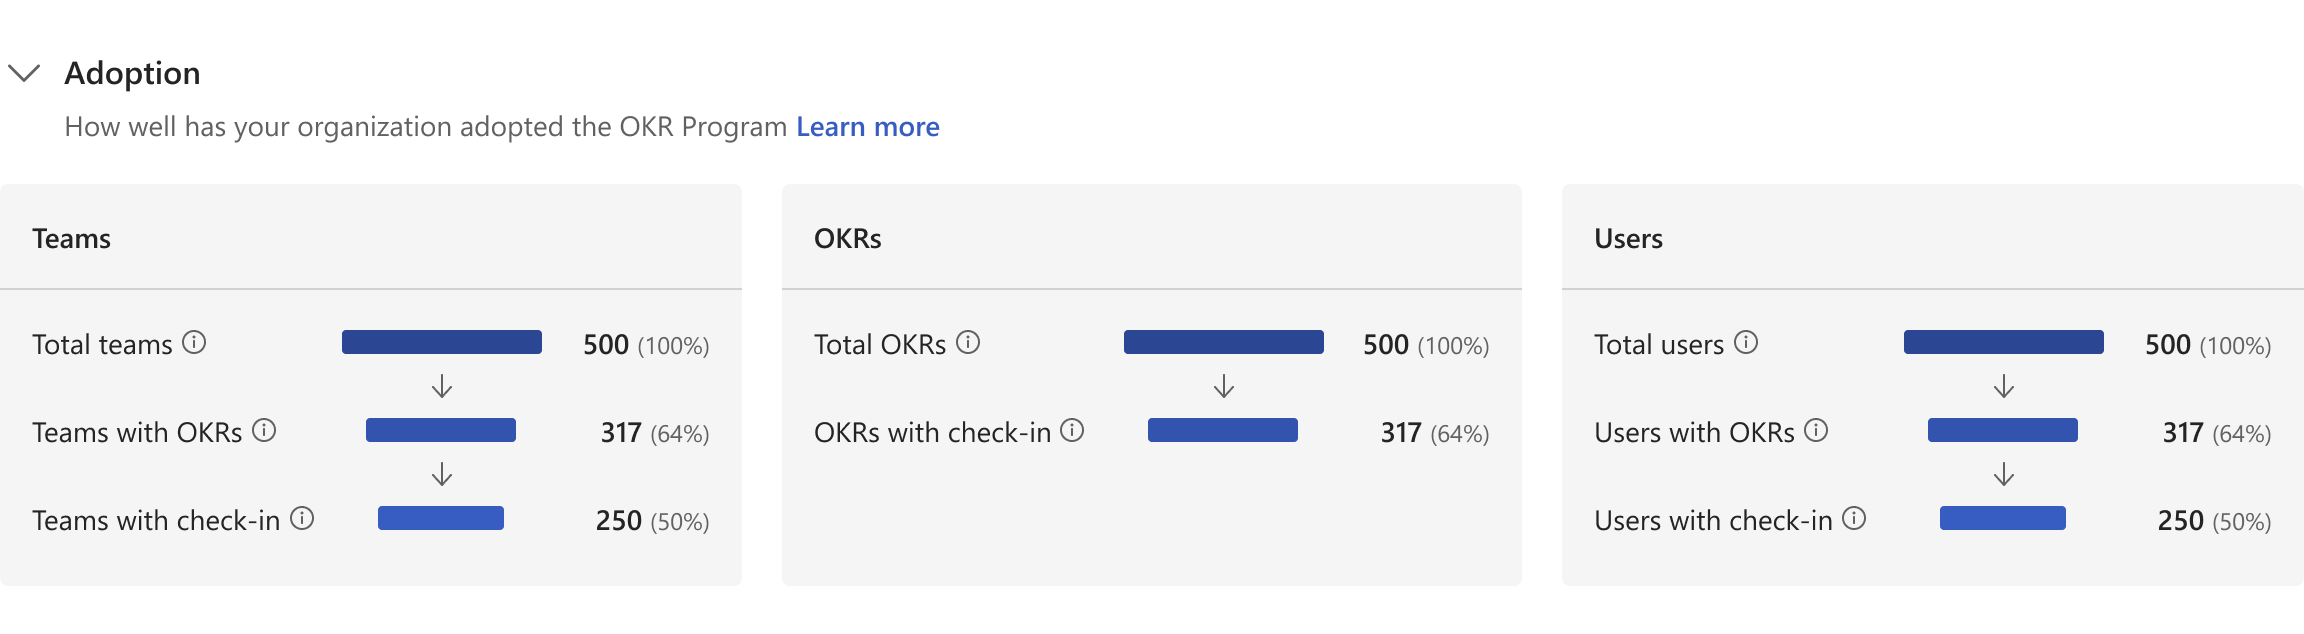 Adoption
How well has your organization adopted the OKR Program Learn more
Teams
Total teams 500 (100%)
Teams with OKRs 317 (64%)
Teams with check-in 250 (50%)
OKRs
Total OKRs 500 (100%)
OKRs with check-in 317 (64%)
Users
Total users 500 (100%)
Users with OKRs 317 (64%)
Users with check-in 250 (50%)